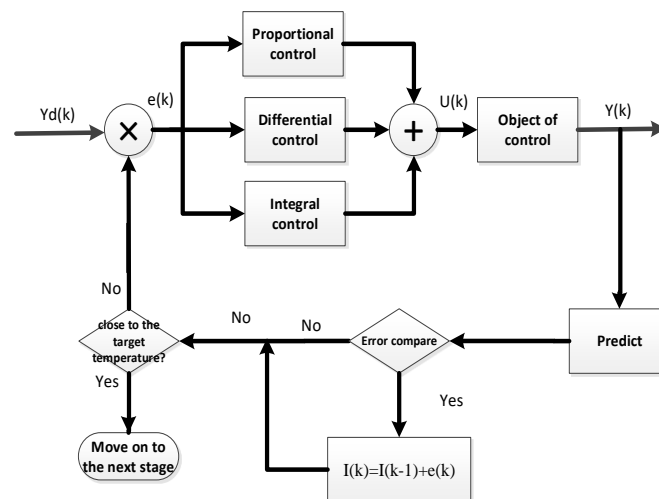 Proportional
control
Yd(k)
e(k)
×
Differential
control
+
U(k)
Object of
control
Y(k)
Integral
control
No
close to the
target
temperature?
No
No
Error compare
Predict
Yes
Yes
Move on to
the next stage
I(k)=I(k-1)+e(k)